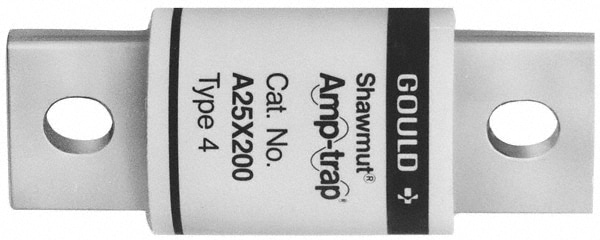 GOULD
Shawmut®
Amp-trap®
Cat. No.
A25X200
Type 4